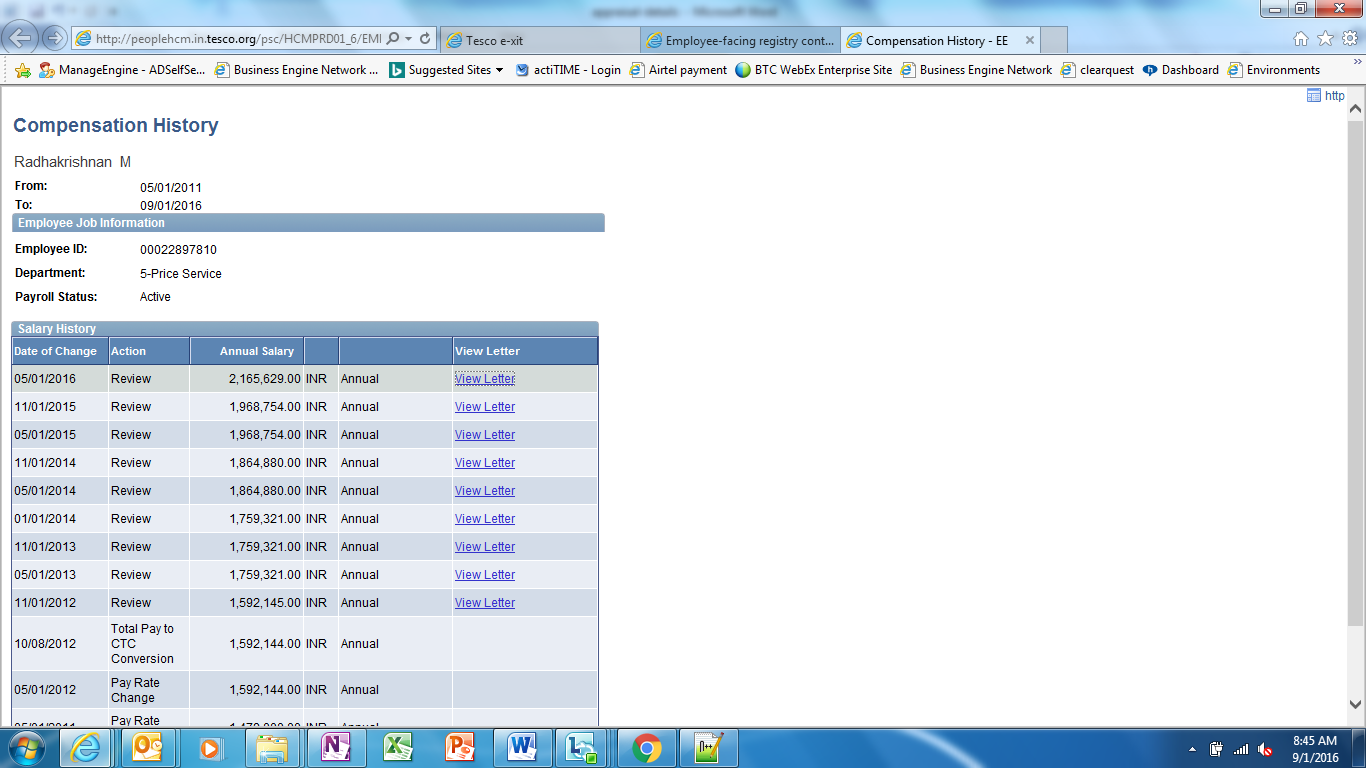 appraisal details - Microsoft Word
http://peoplehcm.in.tesco.org/psc/HCMPRD01_6/EMI
Tesco e-xit
Employee-facing registry cont...
Compensation History - EE
ManageEngine - ADSelfSe...
Business Engine Network ...
Suggested Sites
actiTIME - Login
Airtel payment
BTC WebEx Enterprise Site
Business Engine Network
clearquest
Dashboard
Environments
http
Compensation History
Radhakrishnan M
From: 05/01/2011
To: 09/01/2016
Employee Job Information
Employee ID: 00022897810
Department: 5-Price Service
Payroll Status: Active
Salary History
Date of Change Action Annual Salary View Letter
05/01/2016 Review 2,165,629.00 INR Annual View Letter
11/01/2015 Review 1,968,754.00 INR Annual View Letter
05/01/2015 Review 1,968,754.00 INR Annual View Letter
11/01/2014 Review 1,864,880.00 INR Annual View Letter
05/01/2014 Review 1,864,880.00 INR Annual View Letter
01/01/2014 Review 1,759,321.00 INR Annual View Letter
11/01/2013 Review 1,759,321.00 INR Annual View Letter
05/01/2013 Review 1,759,321.00 INR Annual View Letter
11/01/2012 Review 1,592,145.00 INR Annual View Letter
10/08/2012 Total Pay to CTC Conversion 1,592,144.00 INR Annual
05/01/2012 Pay Rate Change 1,592,144.00 INR Annual
Pay Rate
8:45 AM
9/1/2016